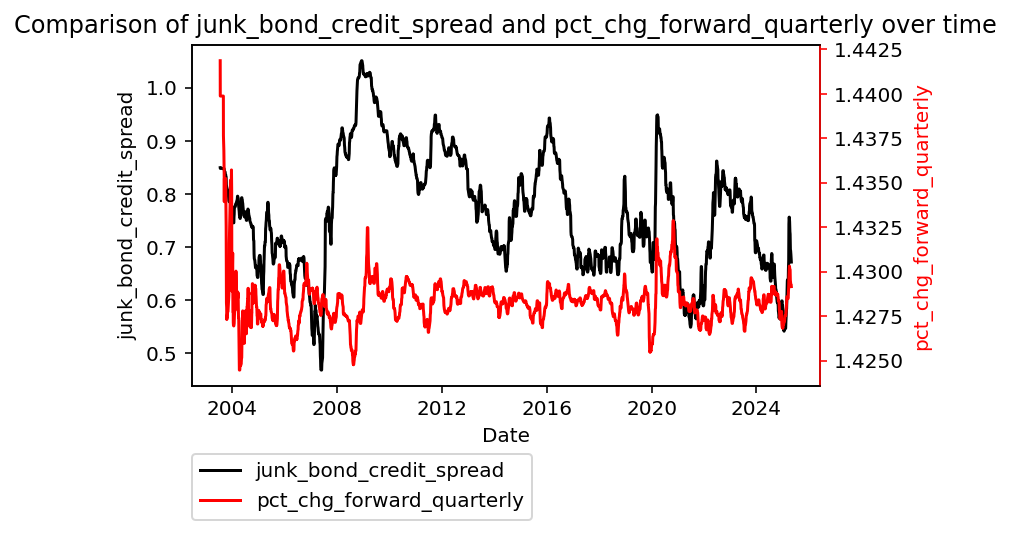 Comparison of junk_bond_credit_spread and pct_chg_forward_quarterly over time
junk_bond_credit_spread
1.0
0.9
0.8
0.7
0.6
0.5
1.4425
1.4400
1.4375
1.4350
1.4325
1.4300
1.4275
1.4250
pct_chg_forward_quarterly
2004 2008 2012 2016 2020 2024
Date
junk_bond_credit_spread
pct_chg_forward_quarterly